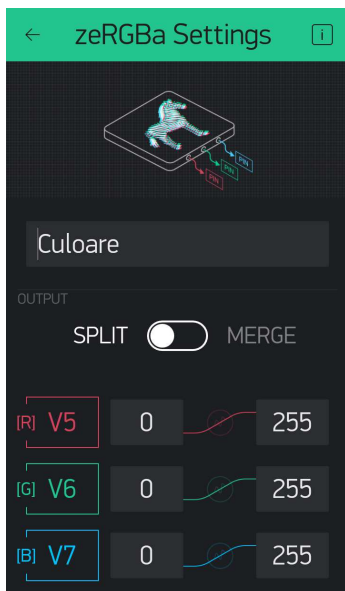 ← zeRGBa Settings i
PIN
PIN
PIN
Culoare
OUTPUT
SPLIT MERGE
[R] V5 0 255
[G] V6 0 255
[B] V7 0 255